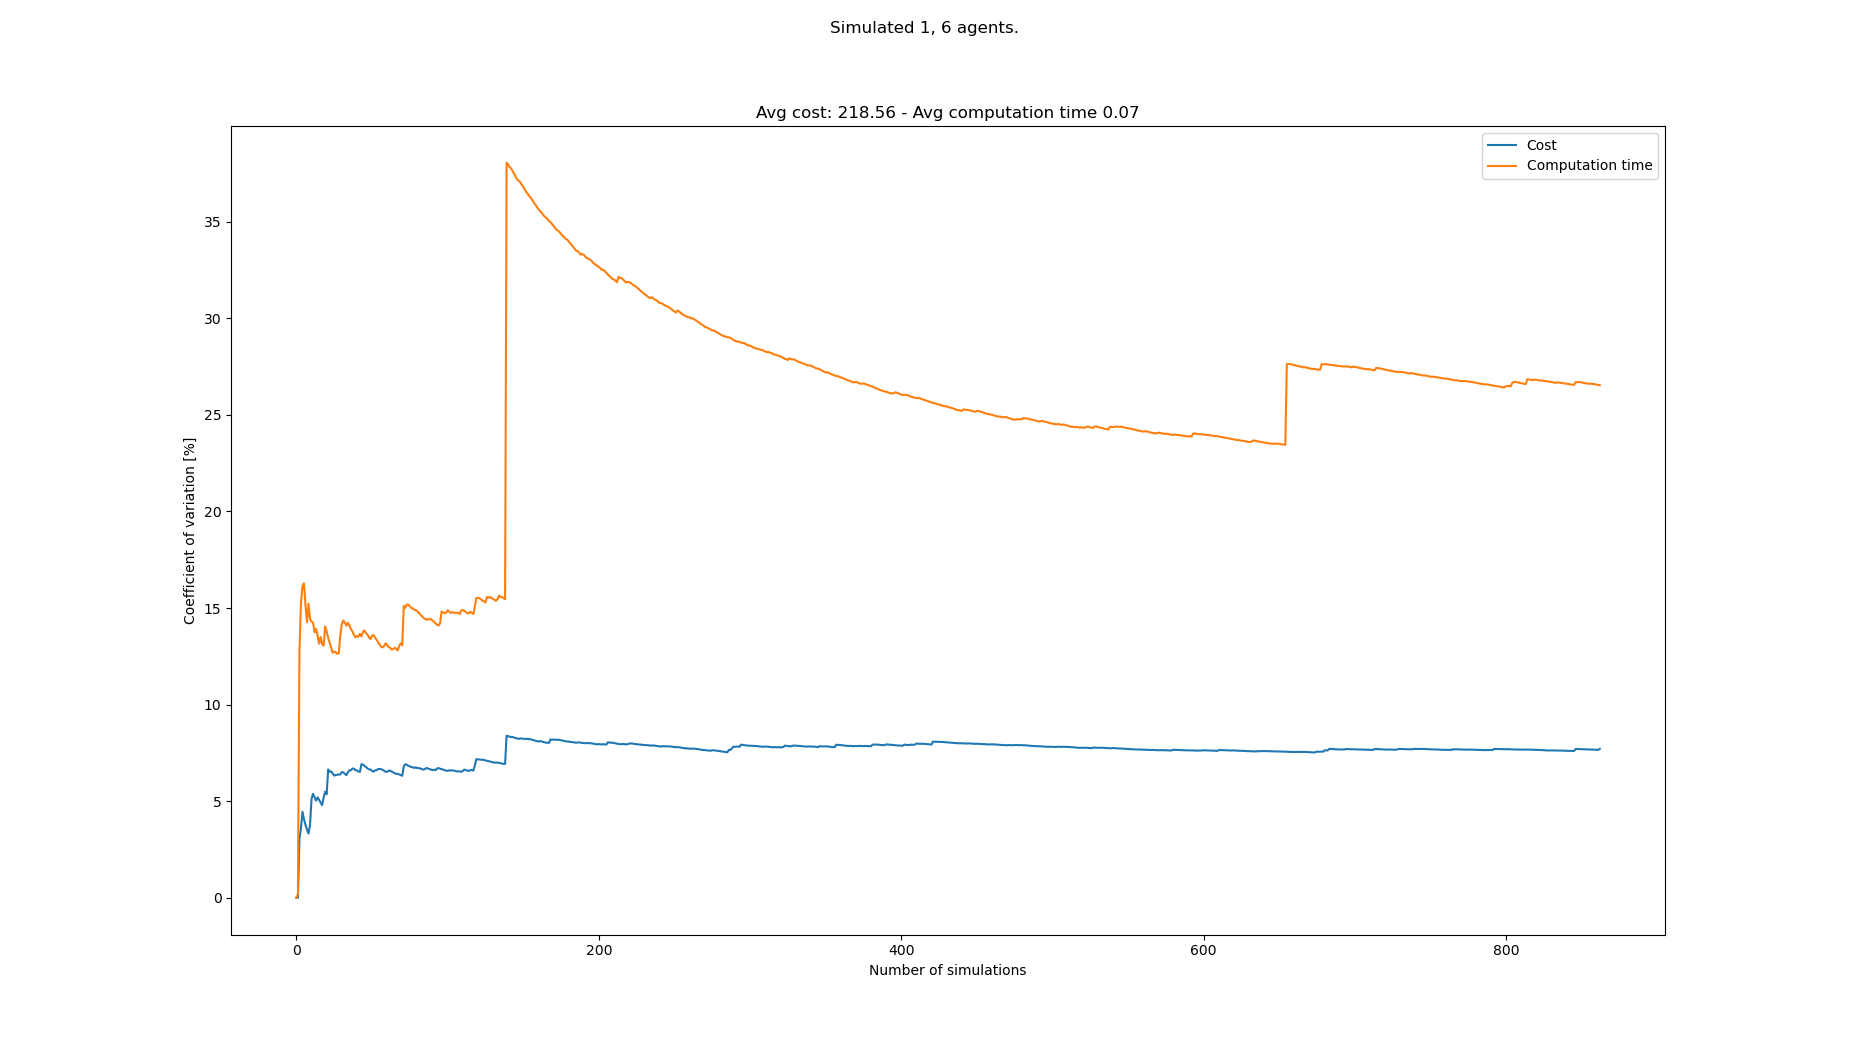 Simulated 1, 6 agents.
Avg cost: 218.56 - Avg computation time 0.07
Cost
Computation time
Coefficient of variation [%]
35
30
25
20
15
10
5
0
0 200 400 600 800
Number of simulations